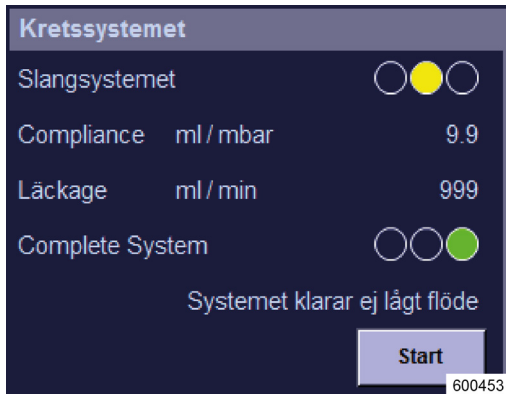 Kretssystemet
Slangsystemet
Compliance ml / mbar 9.9
Läckage ml / min 999
Complete System
Systemet klarar ej lågt flöde
Start
600453